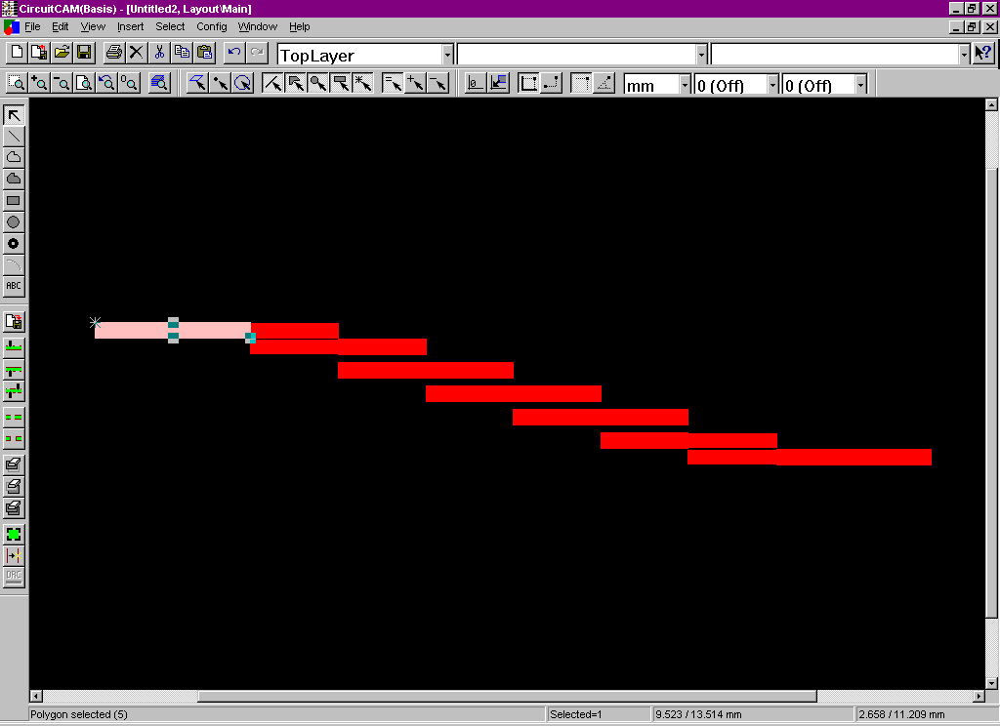 CircuitCAM(Basis) - [Untitled2, Layout\Main]
File Edit View Insert Select Config Window Help
TopLayer
mm 0 (Off) 0 (Off)
ABC
DRC
Polygon selected (5) Selected=1 9.523 / 13.514 mm 2.658 / 11.209 mm